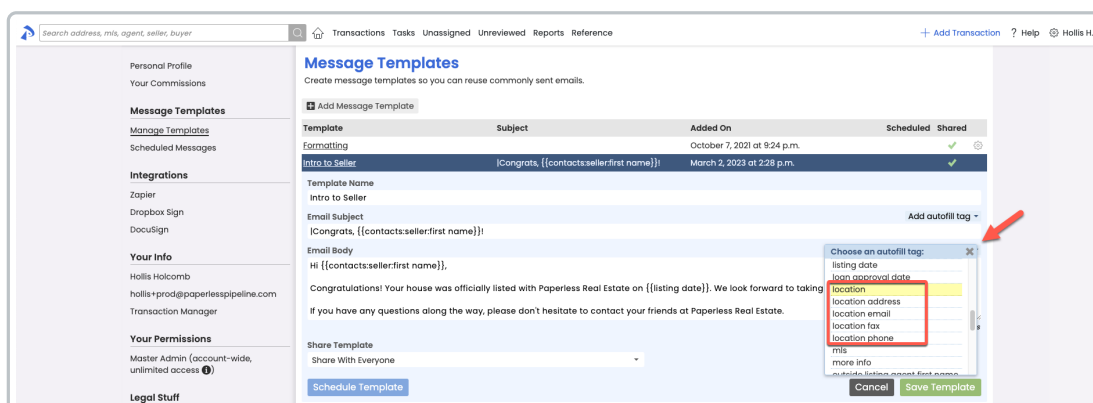 Search address, mls, agent, seller, buyer
Transactions Tasks Unassigned Unreviewed Reports Reference
Add Transaction ? Help Hollis H.
Personal Profile
Your Commissions
Message Templates
Manage Templates
Scheduled Messages
Integrations
Zapier
Dropbox Sign
DocuSign
Your Info
Hollis Holcomb
hollis+prod@paperlesspipeline.com
Transaction Manager
Your Permissions
Master Admin (account-wide,
unlimited access
Legal Stuff
Message Templates
Create message templates so you can reuse commonly sent emails.
Add Message Template
Template Subject Added On Scheduled Shared
Formatting October 7, 2021 at 9:24 p.m.
Intro to Seller |Congrats, {{contacts:seller:first name}}! March 2, 2023 at 2:28 p.m.
Template Name
Intro to Seller
Email Subject Add autofill tag
|Congrats, {{contacts:seller:first name}}!
Email Body
Hi {{contacts:seller:first name}},
Congratulations! Your house was officially listed with Paperless Real Estate on {{listing date}}. We look forward to taking
If you have any questions along the way, please don't hesitate to contact your friends at Paperless Real Estate.
Share Template
Share With Everyone
Schedule Template
Choose an autofill tag:
listing date
loan approval date
location
location address
location email
location fax
location phone
mls
more info
outside listing agent first name
Cancel Save Template